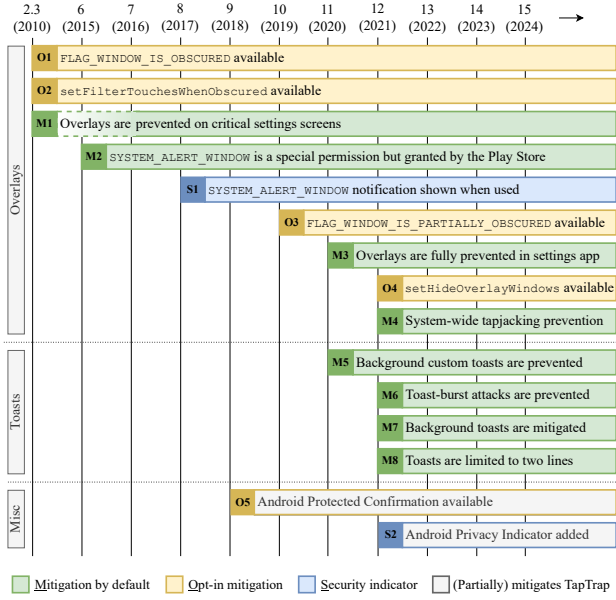 2.3 6 7 8 9 10 11 12 13 14 15
(2010) (2015) (2016) (2017) (2018) (2019) (2020) (2021) (2022) (2023) (2024)
Overlays
O1 FLAG_WINDOW_IS_OBSCURED available
O2 setFilterTouchesWhenObscured available
M1 Overlays are prevented on critical settings screens
M2 SYSTEM_ALERT_WINDOW is a special permission but granted by the Play Store
S1 SYSTEM_ALERT_WINDOW notification shown when used
O3 FLAG_WINDOW_IS_PARTIALLY_OBSCURED available
M3 Overlays are fully prevented in settings app
O4 setHideOverlayWindows available
M4 System-wide tapjacking prevention
Toasts
M5 Background custom toasts are prevented
M6 Toast-burst attacks are prevented
M7 Background toasts are mitigated
M8 Toasts are limited to two lines
Misc
O5 Android Protected Confirmation available
S2 Android Privacy Indicator added
Mitigation by default Opt-in mitigation Security indicator (Partially) mitigates TapTrap